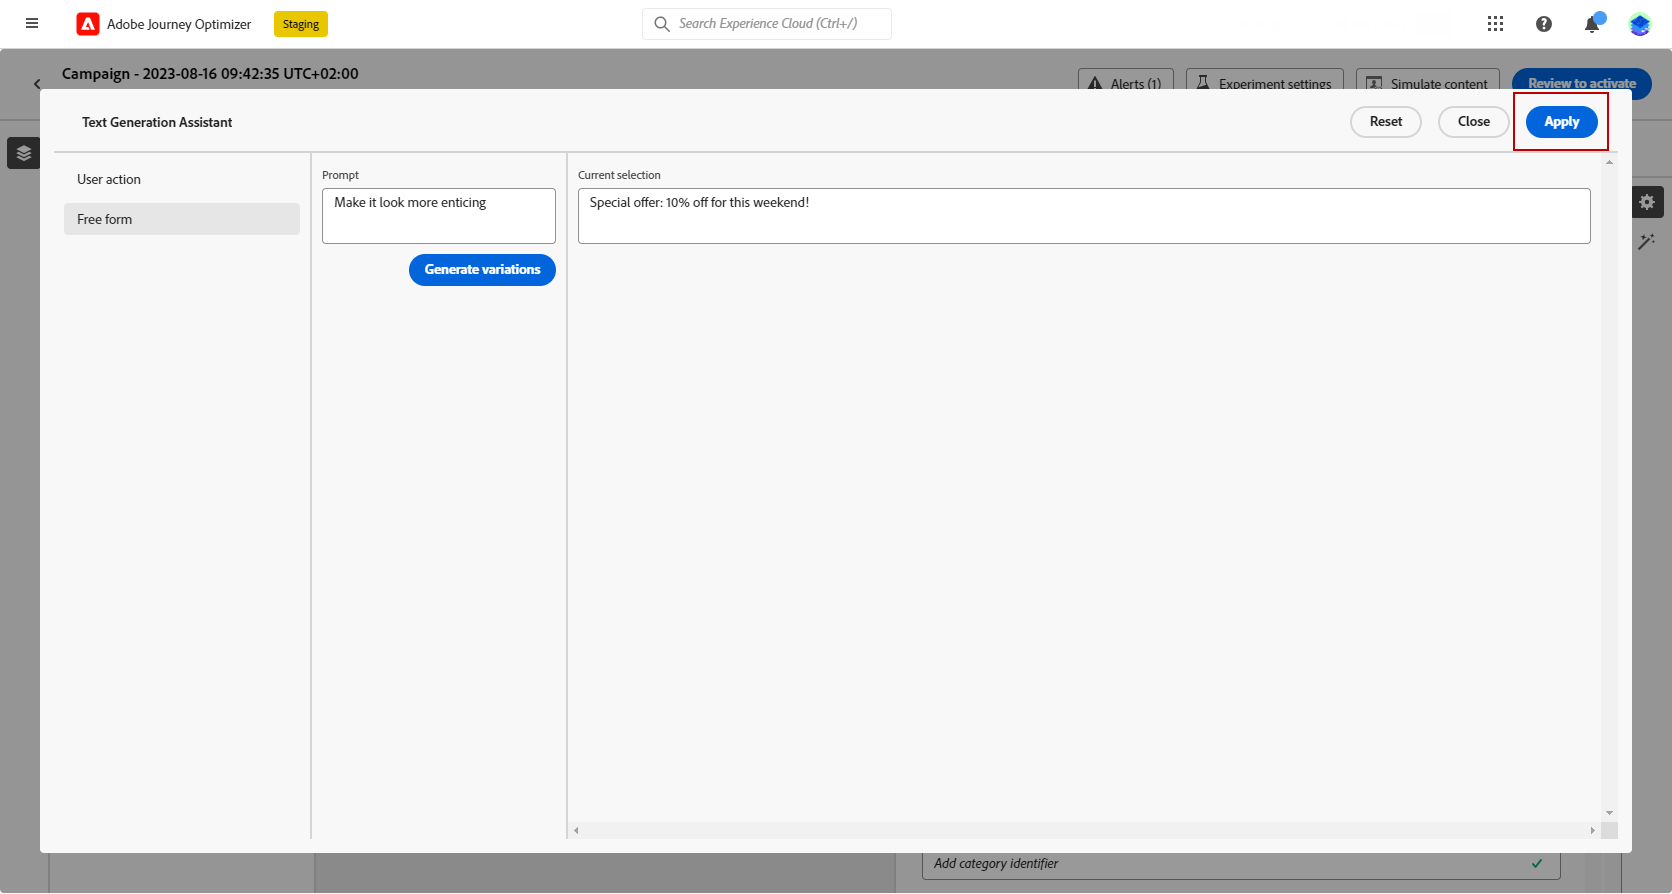 Adobe Journey Optimizer
Staging
Search Experience Cloud (Ctrl+/)
Campaign - 2023-08-16 09:42:35 UTC+02:00
Alerts (1)
Experiment settings
Simulate content
Review to activate
Text Generation Assistant
Reset
Close
Apply
User action
Free form
Prompt
Make it look more enticing
Generate variations
Current selection
Special offer: 10% off for this weekend!
Add category identifier